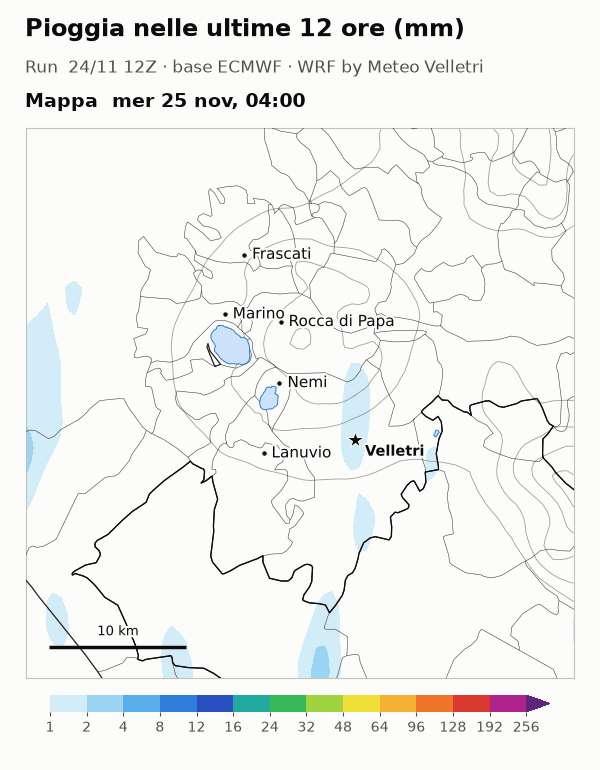 Pioggia nelle ultime 12 ore (mm)
Run  24/11 12Z · base ECMWF · WRF by Meteo Velletri
Mappa  mer 25 nov, 04:00
Frascati
Marino
Rocca di Papa
Nemi
Velletri
Lanuvio
10 km
1 2 4 8 12 16 24 32 48 64 96 128 192 256